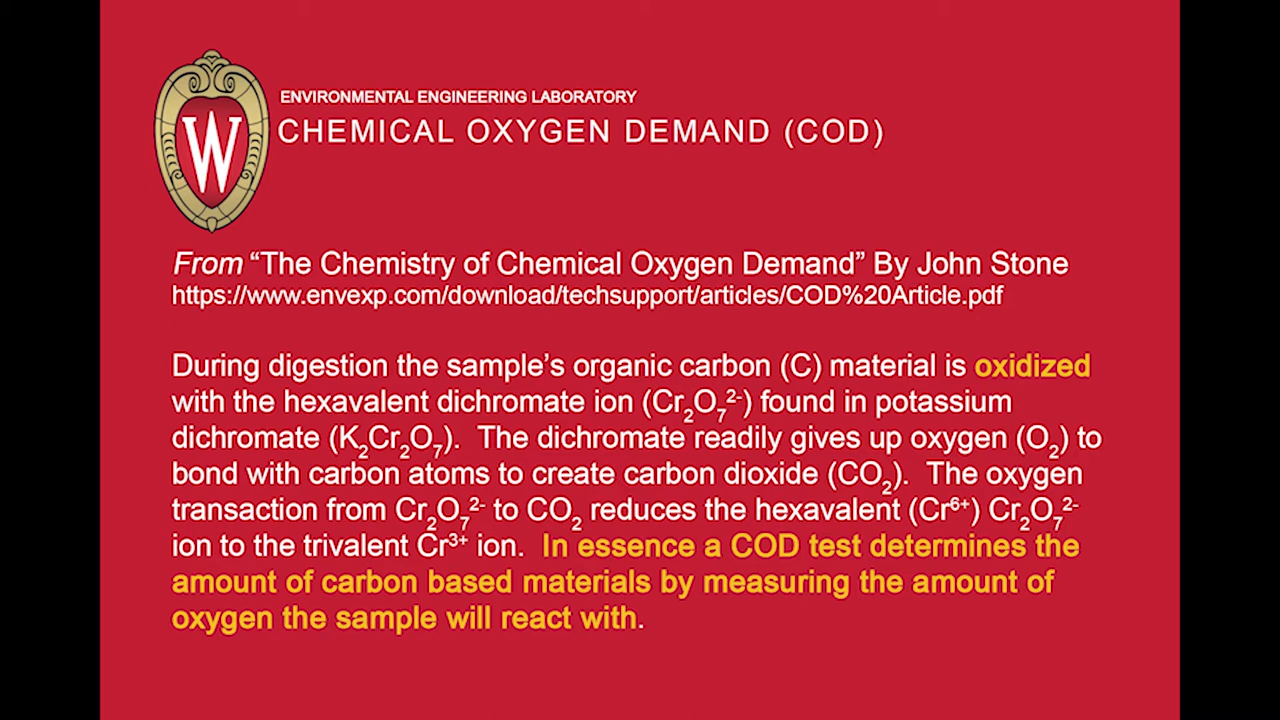 W
ENVIRONMENTAL ENGINEERING LABORATORY
CHEMICAL OXYGEN DEMAND (COD)
From “The Chemistry of Chemical Oxygen Demand” By John Stone
https://www.envexp.com/download/techsupport/articles/COD%20Article.pdf
During digestion the sample’s organic carbon (C) material is oxidized
with the hexavalent dichromate ion (Cr₂O₇²⁻) found in potassium
dichromate (K₂Cr₂O₇).  The dichromate readily gives up oxygen (O₂) to
bond with carbon atoms to create carbon dioxide (CO₂).  The oxygen
transaction from Cr₂O₇²⁻ to CO₂ reduces the hexavalent (Cr⁶⁺) Cr₂O₇²⁻
ion to the trivalent Cr³⁺ ion.  In essence a COD test determines the
amount of carbon based materials by measuring the amount of
oxygen the sample will react with.